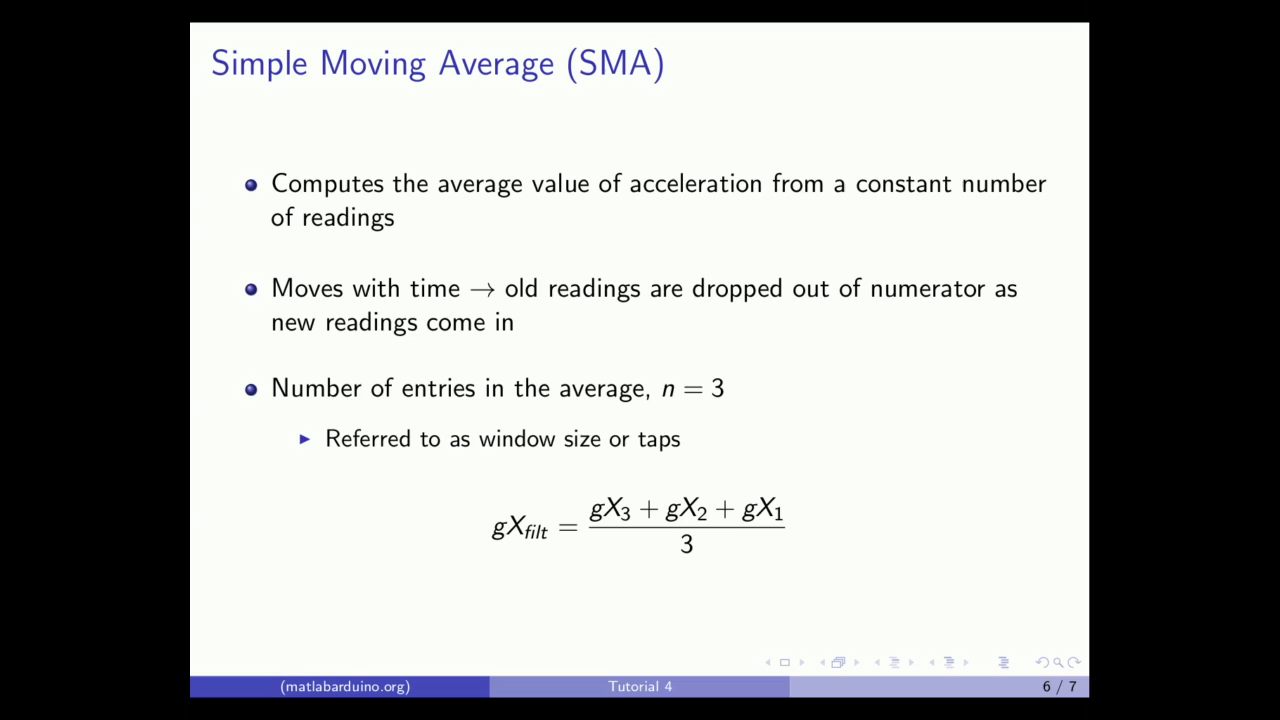 Simple Moving Average (SMA)
Computes the average value of acceleration from a constant number
of readings
Moves with time → old readings are dropped out of numerator as
new readings come in
Number of entries in the average, n = 3
Referred to as window size or taps
gX_filt = (gX_3 + gX_2 + gX_1) / 3
(matlabarduino.org) Tutorial 4 6 / 7